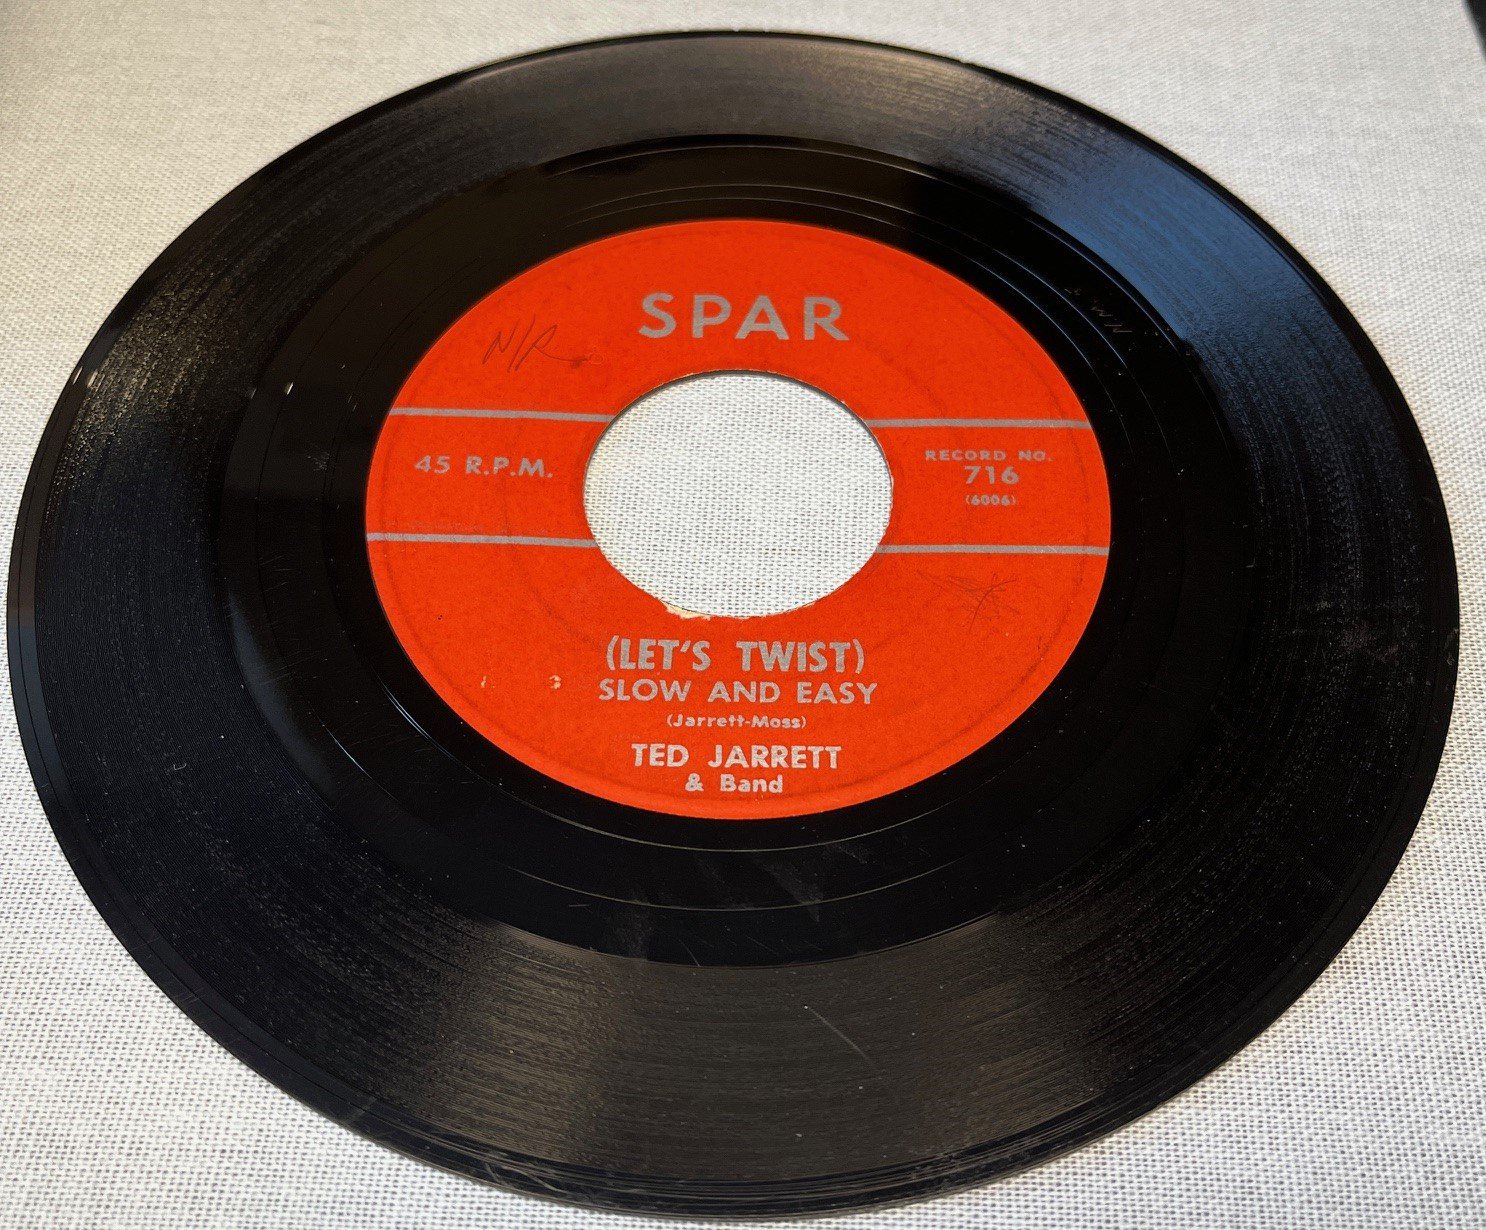 SPAR
N/R
45 R.P.M.
RECORD NO.
716
(6006)
(LET'S TWIST)
SLOW AND EASY
(Jarrett-Moss)
TED JARRETT
& Band